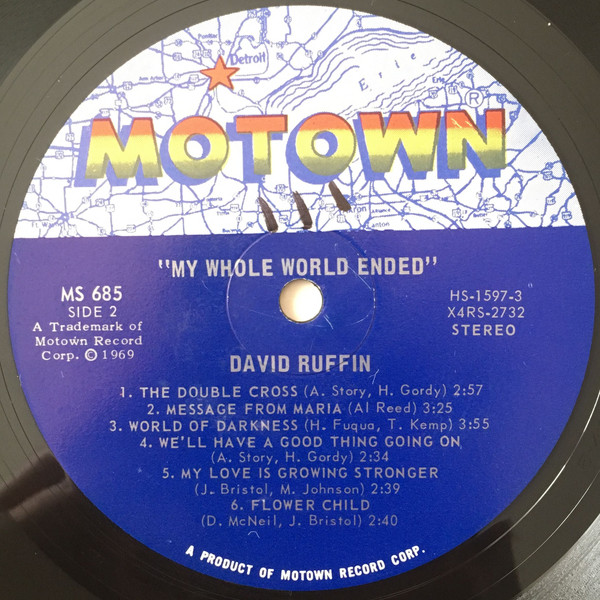 Detroit
Erie
MOTOWN®
"MY WHOLE WORLD ENDED"
MS 685
SIDE 2
A Trademark of
Motown Record
Corp. © 1969
HS-1597-3
X4RS-2732
STEREO
DAVID RUFFIN
1. THE DOUBLE CROSS (A. Story, H. Gordy) 2:57
2. MESSAGE FROM MARIA (Al Reed) 3:25
3. WORLD OF DARKNESS (H. Fuqua, T. Kemp) 3:55
4. WE'LL HAVE A GOOD THING GOING ON
(A. Story, H. Gordy) 2:34
5. MY LOVE IS GROWING STRONGER
(J. Bristol, M. Johnson) 2:39
6. FLOWER CHILD
(D. McNeil, J. Bristol) 2:40
A PRODUCT OF MOTOWN RECORD CORP.